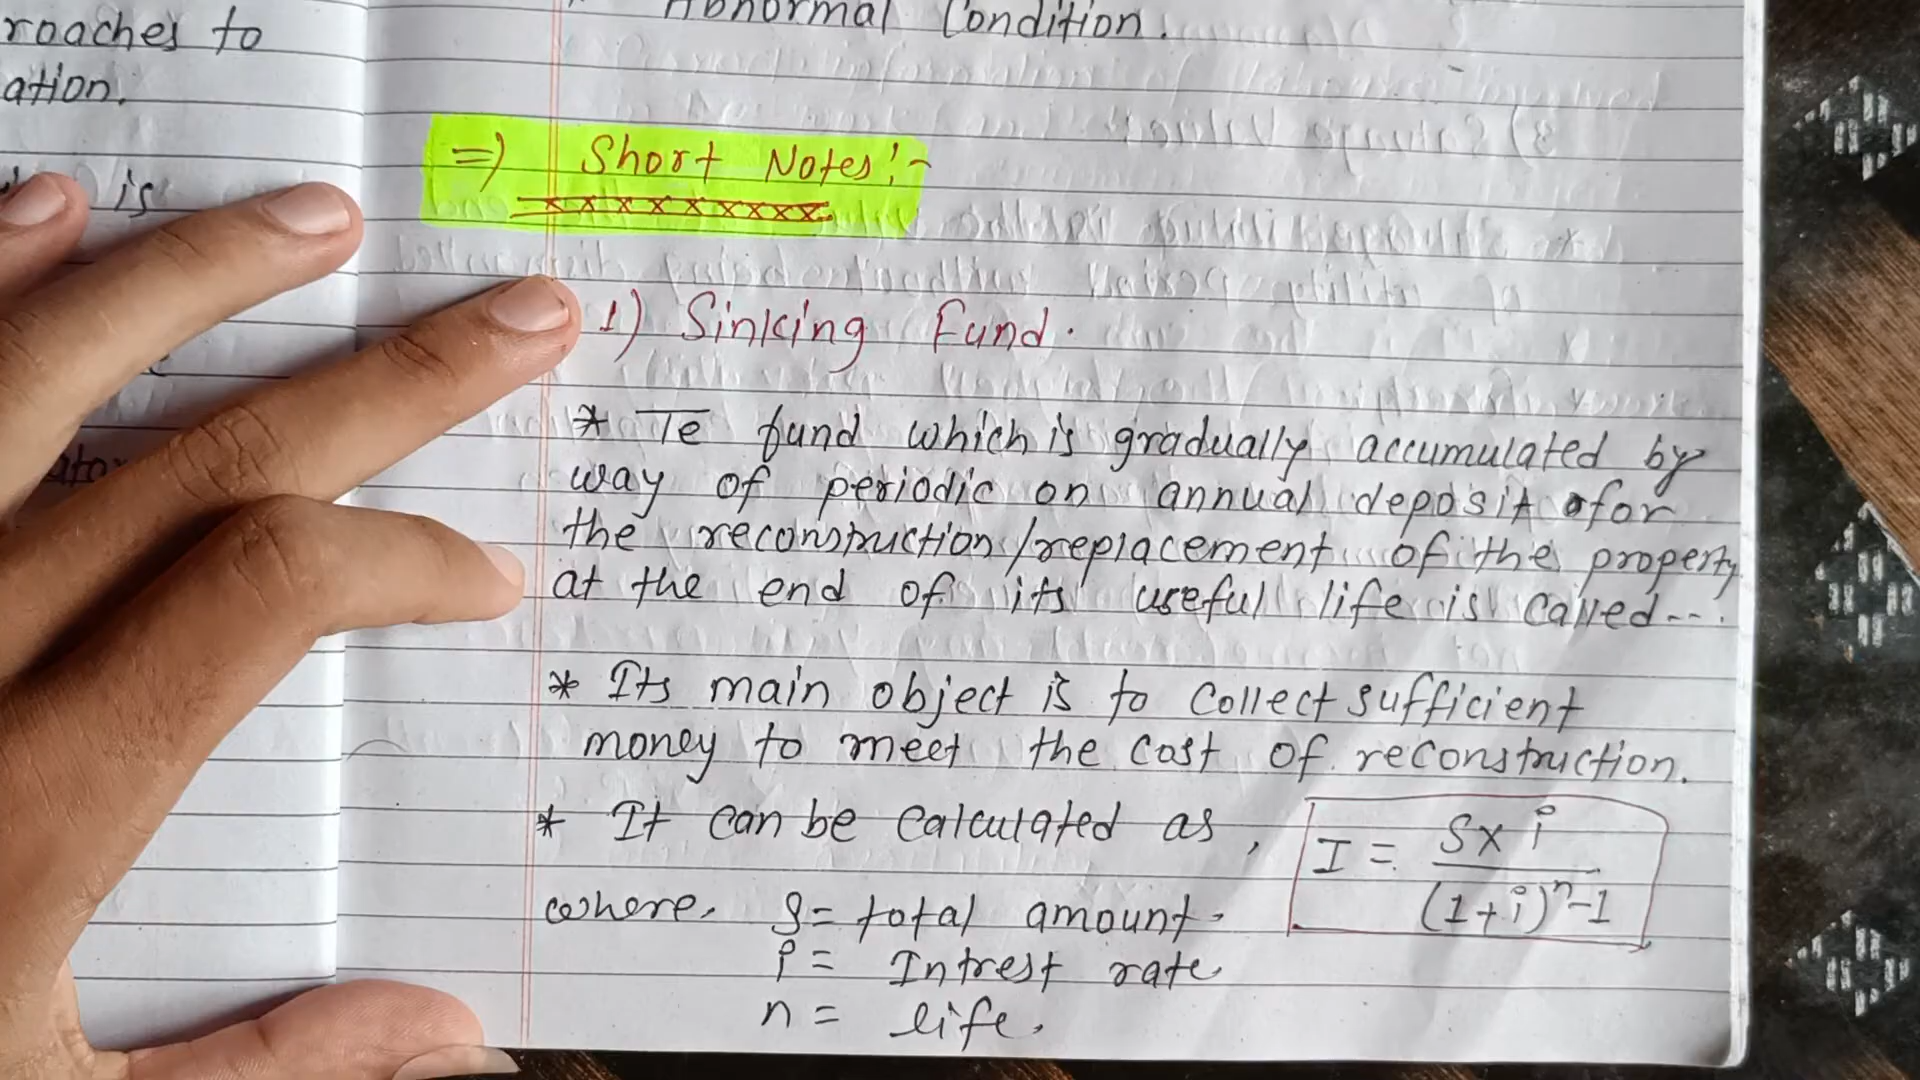 roaches to
ation.
is
Abnormal Condition.
=) Short Notes:-
xxxxxxxxx
1) Sinking Fund.
* Te fund which is gradually accumulated by
way of periodic on annual deposit for
the reconstruction/replacement of the property
at the end of its useful life is called---
* Its main object is to collect sufficient
money to meet the cost of reconstruction.
* It can be calculated as, I = S x i / (1+i)^n-1
where, S = total amount.
i = Intrest rate
n = life.